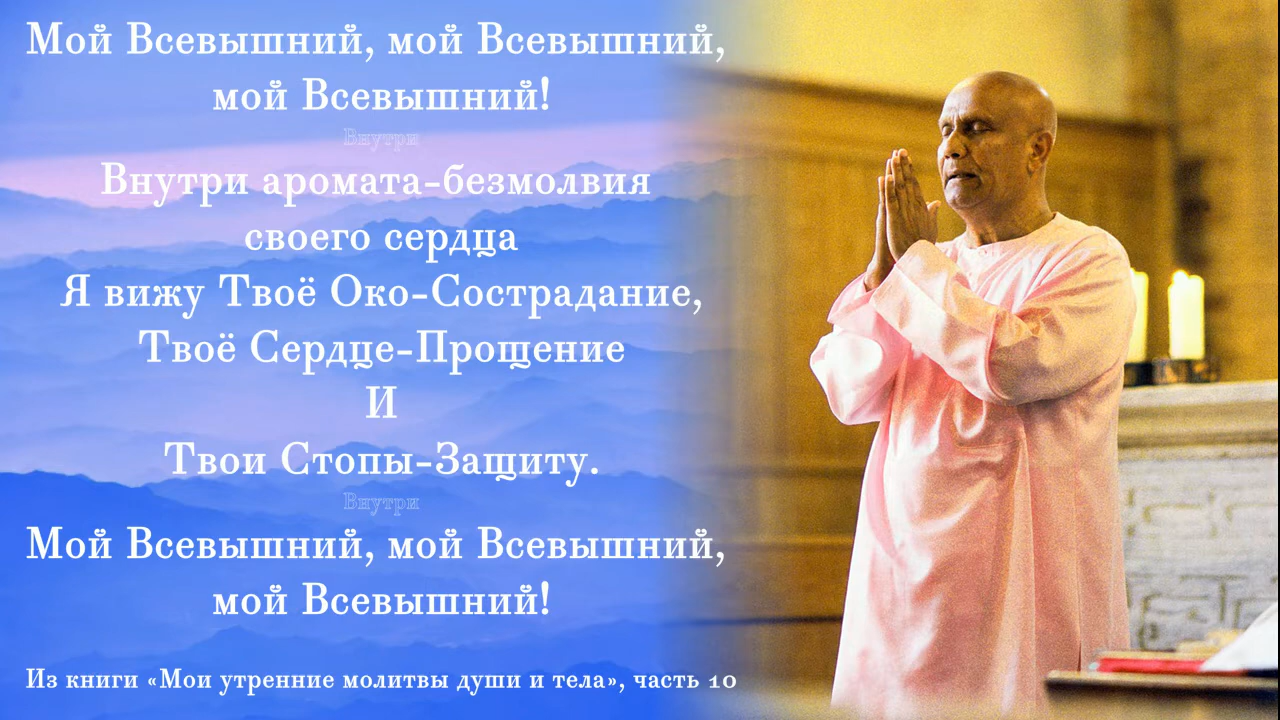 Мой Всевышний, мой Всевышний,
мой Всевышний!
Внутри
Внутри аромата-безмолвия
своего сердца
Я вижу Твоё Око-Сострадание,
Твоё Сердце-Прощение
И
Твои Стопы-Защиту.
Внутри
Мой Всевышний, мой Всевышний,
мой Всевышний!
Из книги «Мои утренние молитвы души и тела», часть 10